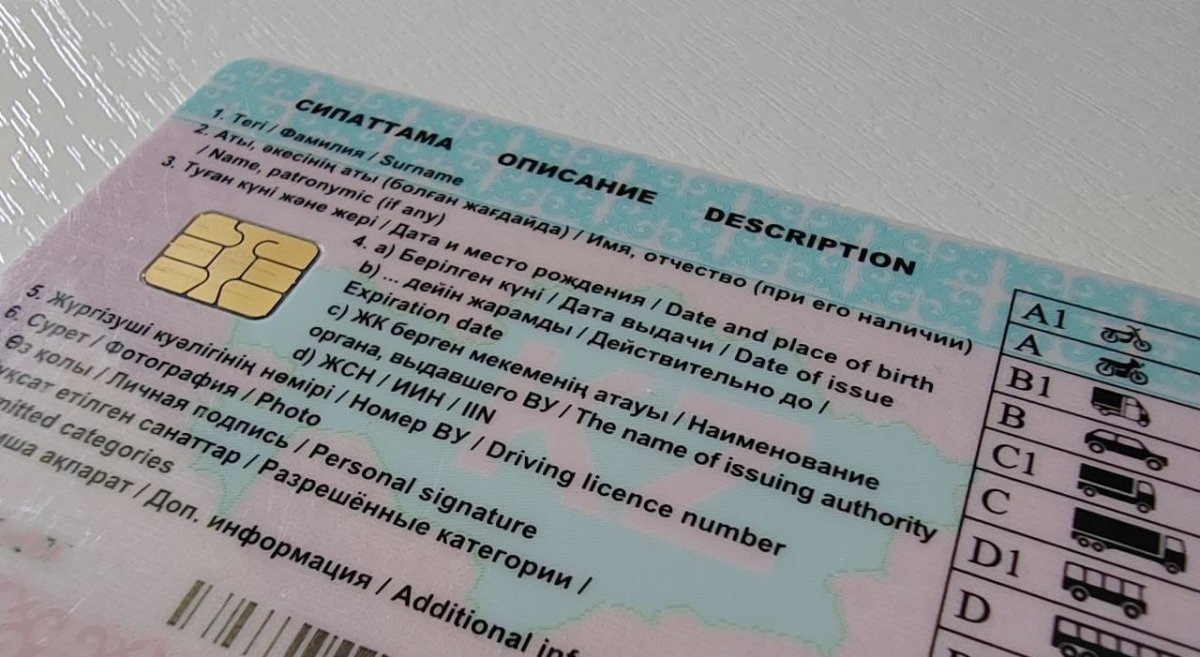 СИПАТТАМА ОПИСАНИЕ DESCRIPTION
1. Тегі / Фамилия / Surname
2. Аты, әкесінің аты (болған жағдайда) / Имя, отчество (при его наличии)
/ Name, patronymic (if any)
3. Туған күні және жері / Дата и место рождения / Date and place of birth
4. a) Берілген күні / Дата выдачи / Date of issue
b) ... дейін жарамды / Действительно до /
Expiration date
c) ЖК берген мекеменің атауы / Наименование
органа, выдавшего ВУ / The name of issuing authority
d) ЖСН / ИИН / IIN
5. Жүргізуші куәлігінің нөмірі / Номер ВУ / Driving licence number
6. Сурет / Фотография / Photo
Өз қолы / Личная подпись / Personal signature
етілген санаттар / Разрешённые категории /
categories
ақпарат / Доп. информация / Additional
A1
A
B1
B
C1
C
D1
D
KZ